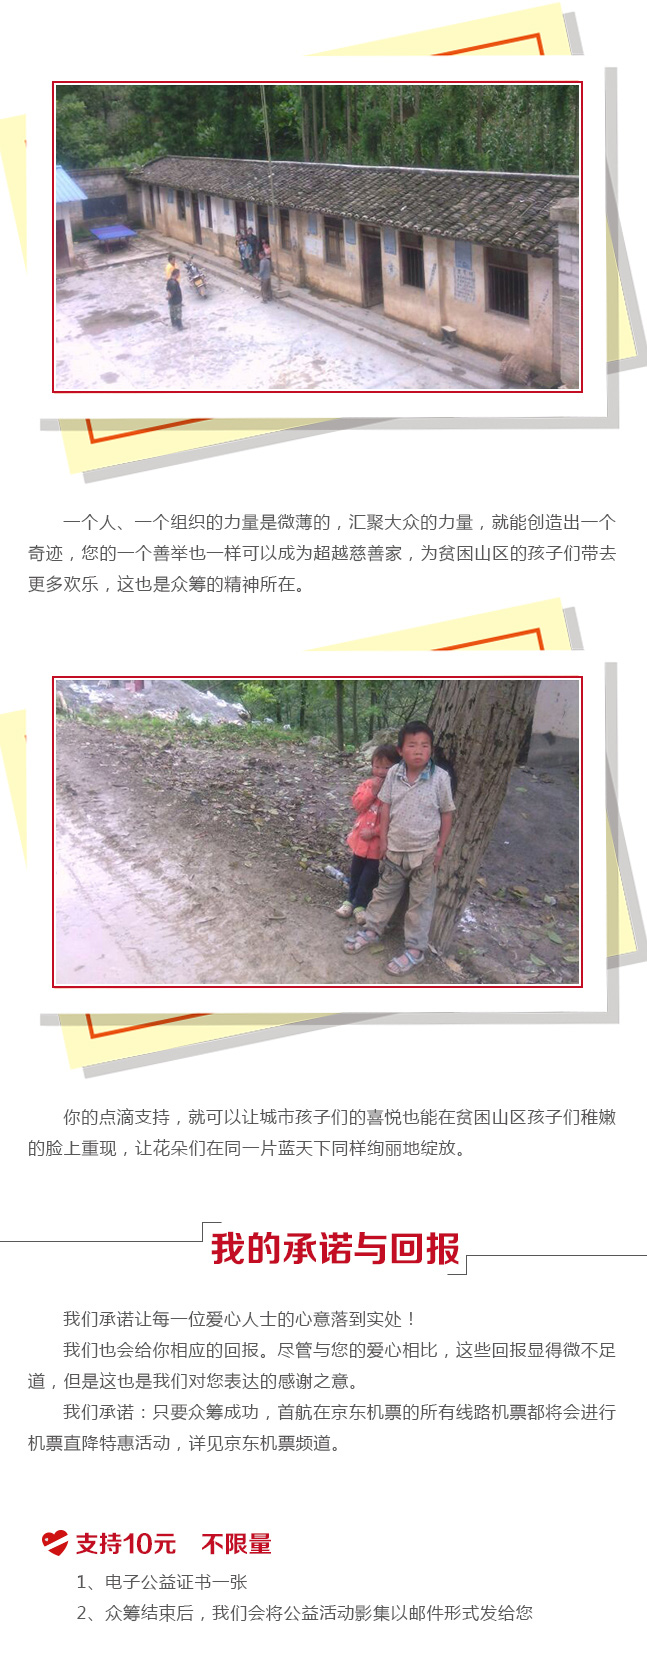 一个人、一个组织的力量是微薄的，汇聚大众的力量，就能创造出一个
奇迹，您的一个善举也一样可以成为超越慈善家，为贫困山区的孩子们带去
更多欢乐，这也是众筹的精神所在。
你的点滴支持，就可以让城市孩子们的喜悦也能在贫困山区孩子们稚嫩
的脸上重现，让花朵们在同一片蓝天下同样绚丽地绽放。
我的承诺与回报
我们承诺让每一位爱心人士的心意落到实处！
我们也会给你相应的回报。尽管与您的爱心相比，这些回报显得微不足
道，但是这也是我们对您表达的感谢之意。
我们承诺：只要众筹成功，首航在京东机票的所有线路机票都将会进行
机票直降特惠活动，详见京东机票频道。
支持10元 不限量
1、电子公益证书一张
2、众筹结束后，我们会将公益活动影集以邮件形式发给您